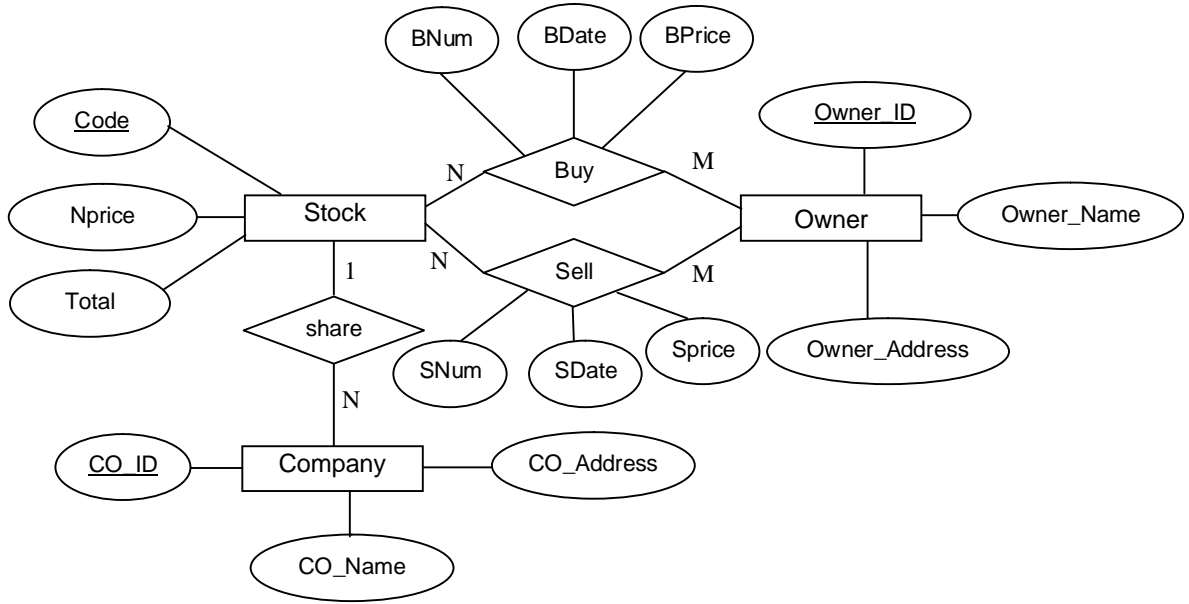 BNum
BDate
BPrice
Code
Owner_ID
N
Buy
M
Nprice
Stock
Owner
Owner_Name
N
Sell
M
1
Total
share
SNum
SDate
Sprice
Owner_Address
N
CO_ID
Company
CO_Address
CO_Name